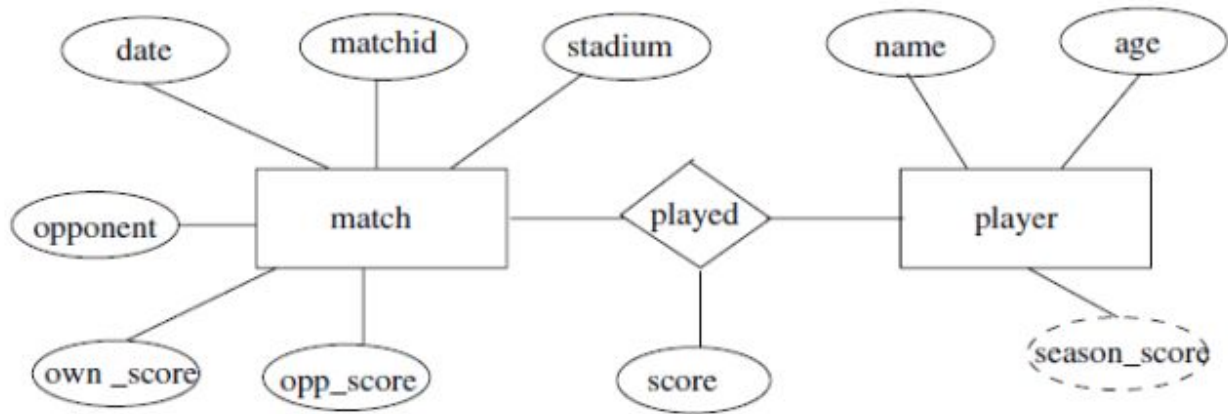 date
matchid
stadium
name
age
opponent
match
played
player
own _score
opp_score
score
season_score